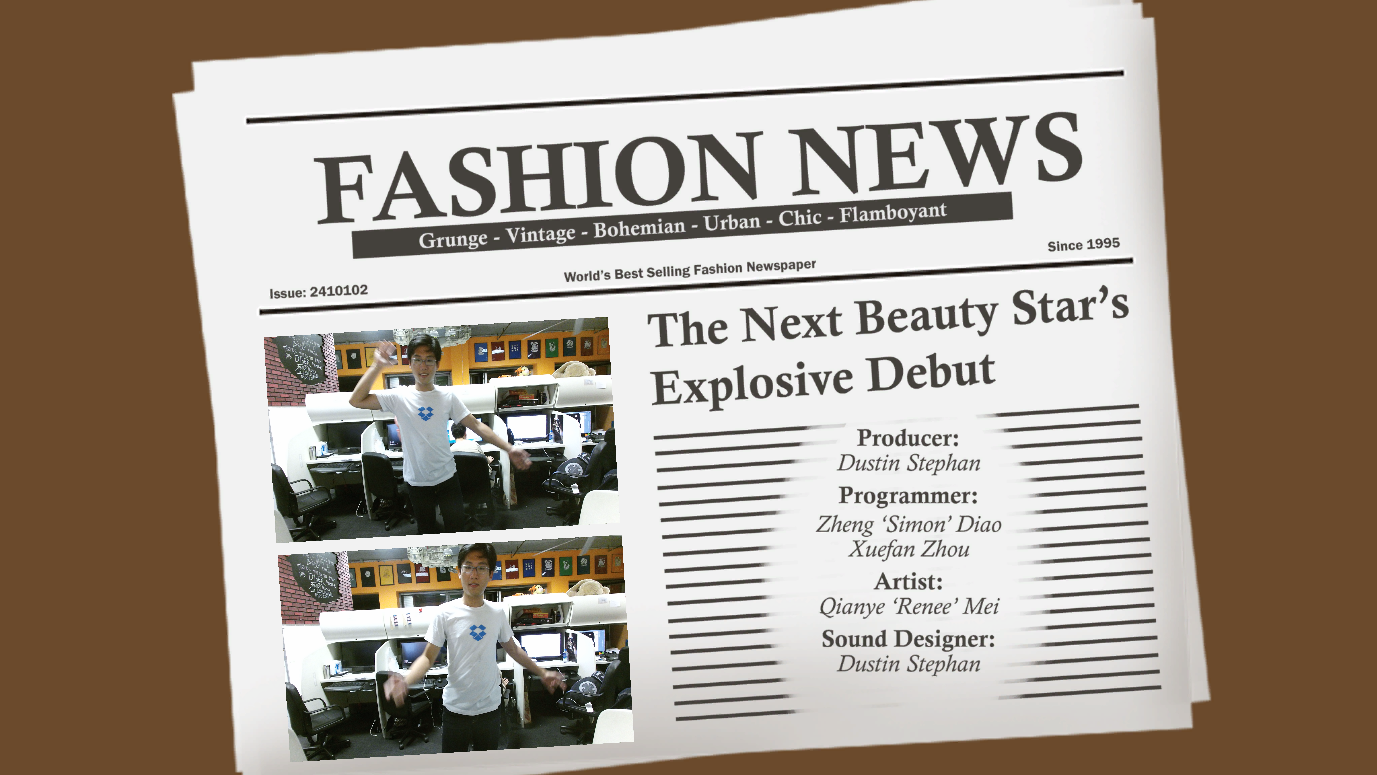 FASHION NEWS
Grunge - Vintage - Bohemian - Urban - Chic - Flamboyant
Issue: 2410102
World's Best Selling Fashion Newspaper
Since 1995
The Next Beauty Star's
Explosive Debut
Producer:
Dustin Stephan
Programmer:
Zheng ‘Simon’ Diao
Xuefan Zhou
Artist:
Qianye ‘Renee’ Mei
Sound Designer:
Dustin Stephan